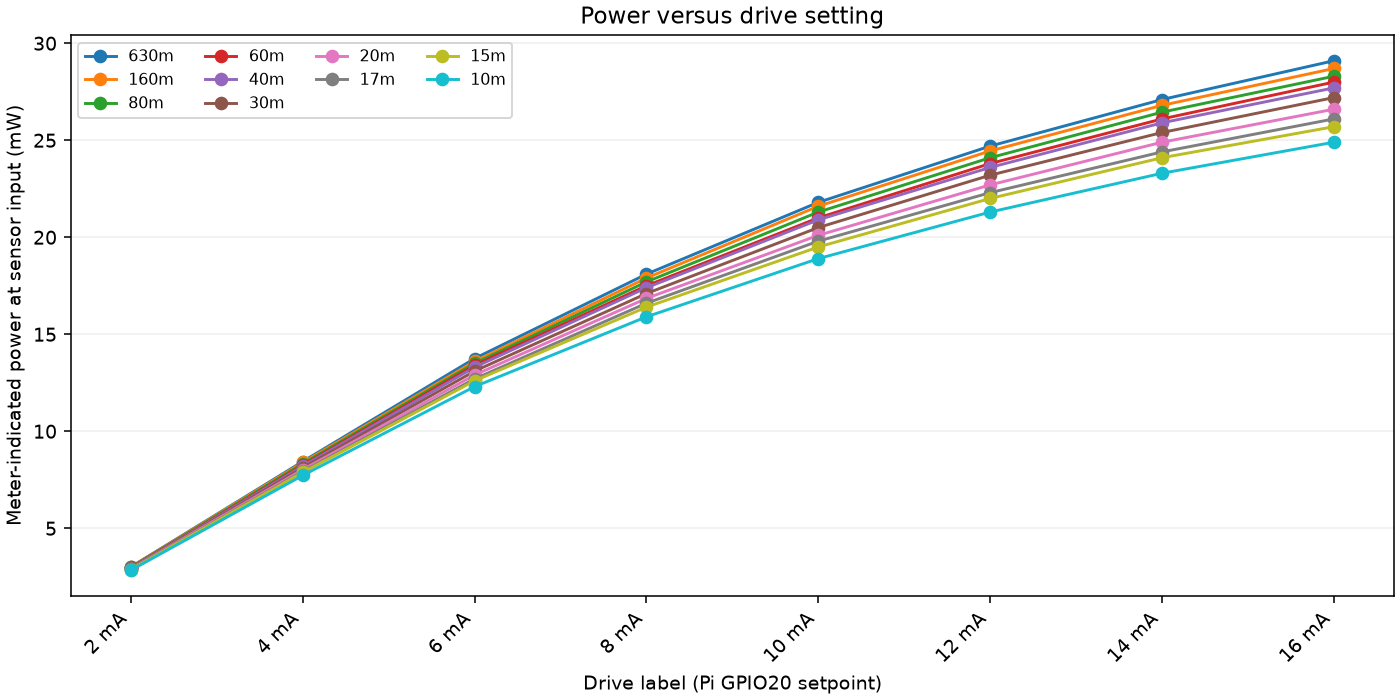 Power versus drive setting
630m 60m 20m 15m
160m 40m 17m 10m
80m 30m
Meter-indicated power at sensor input (mW)
30
25
20
15
10
5
2 mA 4 mA 6 mA 8 mA 10 mA 12 mA 14 mA 16 mA
Drive label (Pi GPIO20 setpoint)